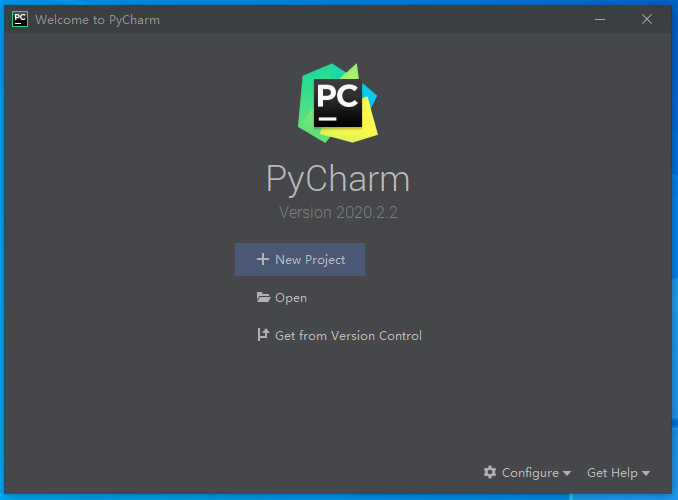 PC Welcome to PyCharm
PC
PyCharm
Version 2020.2.2
New Project
Open
Get from Version Control
Configure Get Help